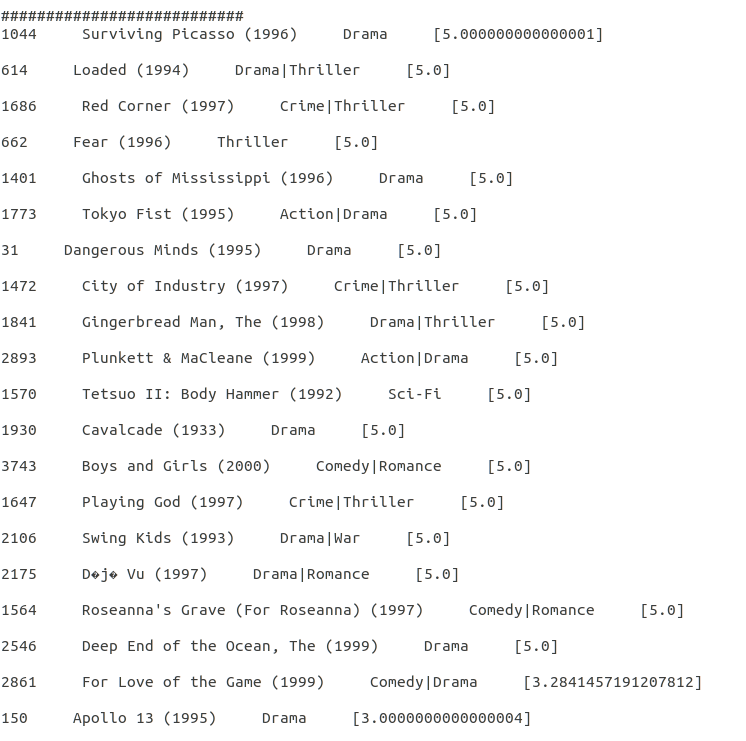 ###########################
1044     Surviving Picasso (1996)     Drama     [5.000000000000001]
614     Loaded (1994)     Drama|Thriller     [5.0]
1686     Red Corner (1997)     Crime|Thriller     [5.0]
662     Fear (1996)     Thriller     [5.0]
1401     Ghosts of Mississippi (1996)     Drama     [5.0]
1773     Tokyo Fist (1995)     Action|Drama     [5.0]
31     Dangerous Minds (1995)     Drama     [5.0]
1472     City of Industry (1997)     Crime|Thriller     [5.0]
1841     Gingerbread Man, The (1998)     Drama|Thriller     [5.0]
2893     Plunkett & MacLeane (1999)     Action|Drama     [5.0]
1570     Tetsuo II: Body Hammer (1992)     Sci-Fi     [5.0]
1930     Cavalcade (1933)     Drama     [5.0]
3743     Boys and Girls (2000)     Comedy|Romance     [5.0]
1647     Playing God (1997)     Crime|Thriller     [5.0]
2106     Swing Kids (1993)     Drama|War     [5.0]
2175     D�j� Vu (1997)     Drama|Romance     [5.0]
1564     Roseanna's Grave (For Roseanna) (1997)     Comedy|Romance     [5.0]
2546     Deep End of the Ocean, The (1999)     Drama     [5.0]
2861     For Love of the Game (1999)     Comedy|Drama     [3.2841457191207812]
150     Apollo 13 (1995)     Drama     [3.0000000000000004]